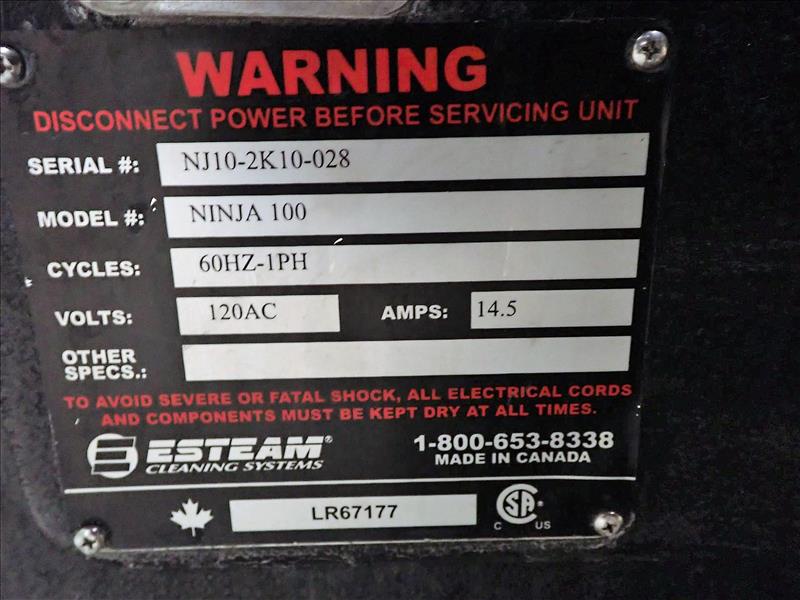 WARNING
DISCONNECT POWER BEFORE SERVICING UNIT
SERIAL #: NJ10-2K10-028
MODEL #: NINJA 100
CYCLES: 60HZ-1PH
VOLTS: 120AC AMPS: 14.5
OTHER
SPECS.:
TO AVOID SEVERE OR FATAL SHOCK, ALL ELECTRICAL CORDS
AND COMPONENTS MUST BE KEPT DRY AT ALL TIMES.
ESTEAM® 1-800-653-8338
CLEANING SYSTEMS MADE IN CANADA
LR67177 CSA
C US